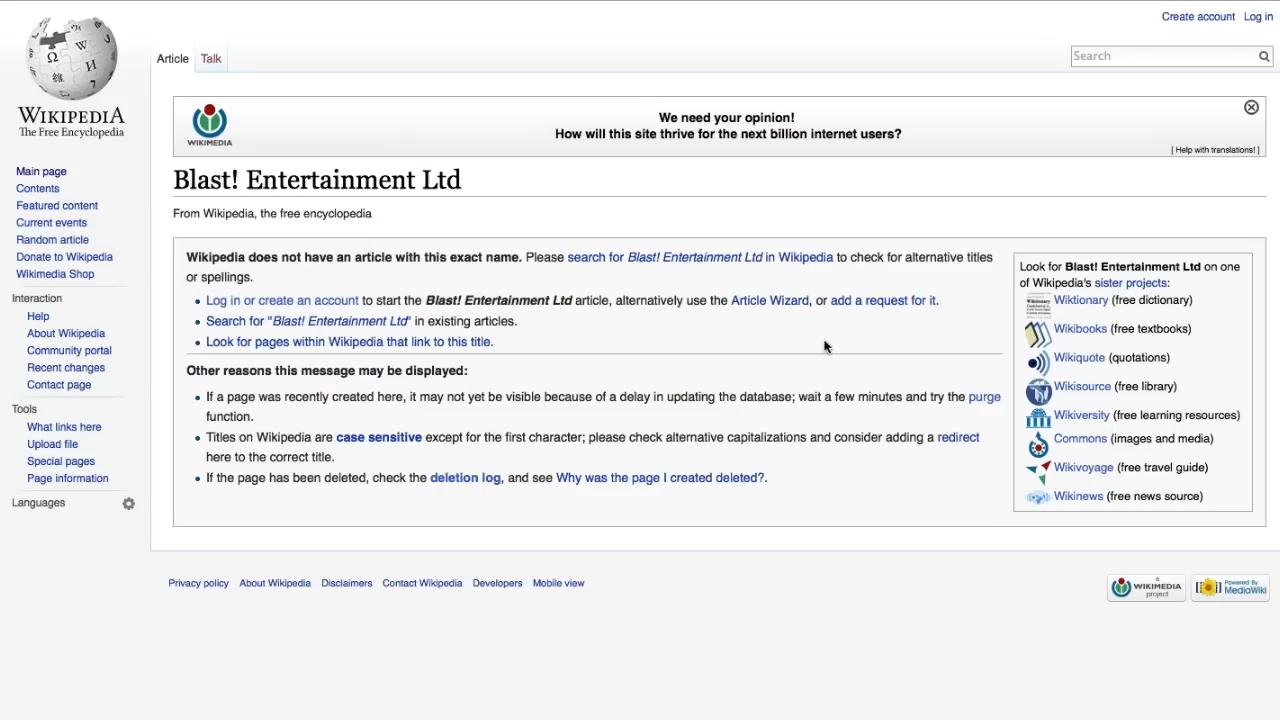 Create account Log in
WIKIPEDIA
The Free Encyclopedia
Article Talk
Search
WIKIMEDIA
We need your opinion!
How will this site thrive for the next billion internet users?
[ Help with translations! ]
Main page
Contents
Featured content
Current events
Random article
Donate to Wikipedia
Wikimedia Shop
Interaction
Help
About Wikipedia
Community portal
Recent changes
Contact page
Tools
What links here
Upload file
Special pages
Page information
Languages
Blast! Entertainment Ltd
From Wikipedia, the free encyclopedia
Wikipedia does not have an article with this exact name. Please search for Blast! Entertainment Ltd in Wikipedia to check for alternative titles
or spellings.
• Log in or create an account to start the Blast! Entertainment Ltd article, alternatively use the Article Wizard, or add a request for it.
• Search for "Blast! Entertainment Ltd" in existing articles.
• Look for pages within Wikipedia that link to this title.
Other reasons this message may be displayed:
• If a page was recently created here, it may not yet be visible because of a delay in updating the database; wait a few minutes and try the purge
function.
• Titles on Wikipedia are case sensitive except for the first character; please check alternative capitalizations and consider adding a redirect
here to the correct title.
• If the page has been deleted, check the deletion log, and see Why was the page I created deleted?.
Look for Blast! Entertainment Ltd on one
of Wikipedia's sister projects:
Wiktionary (free dictionary)
Wikibooks (free textbooks)
Wikiquote (quotations)
Wikisource (free library)
Wikiversity (free learning resources)
Commons (images and media)
Wikivoyage (free travel guide)
Wikinews (free news source)
Privacy policy About Wikipedia Disclaimers Contact Wikipedia Developers Mobile view
WIKIMEDIA
project
Powered By
MediaWiki